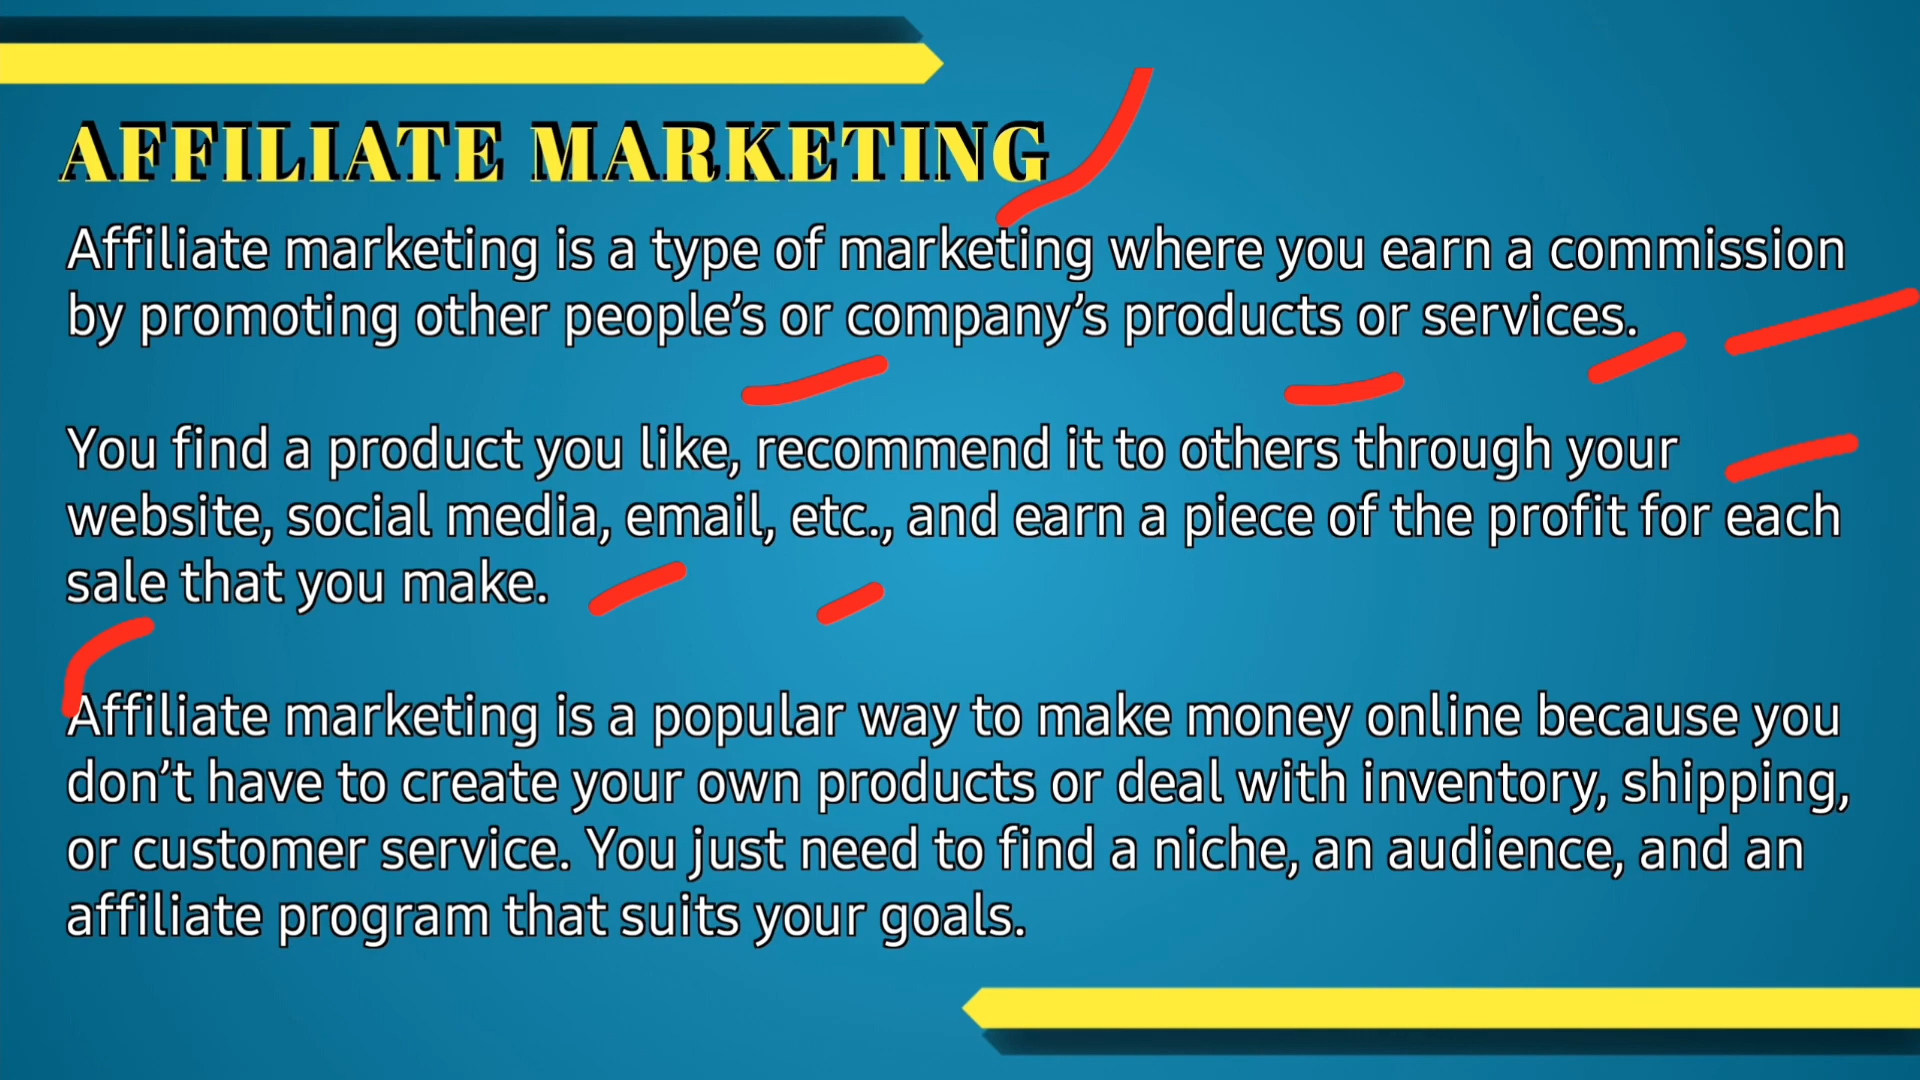 AFFILIATE MARKETING
Affiliate marketing is a type of marketing where you earn a commission
by promoting other people’s or company’s products or services.
You find a product you like, recommend it to others through your
website, social media, email, etc., and earn a piece of the profit for each
sale that you make.
Affiliate marketing is a popular way to make money online because you
don’t have to create your own products or deal with inventory, shipping,
or customer service. You just need to find a niche, an audience, and an
affiliate program that suits your goals.